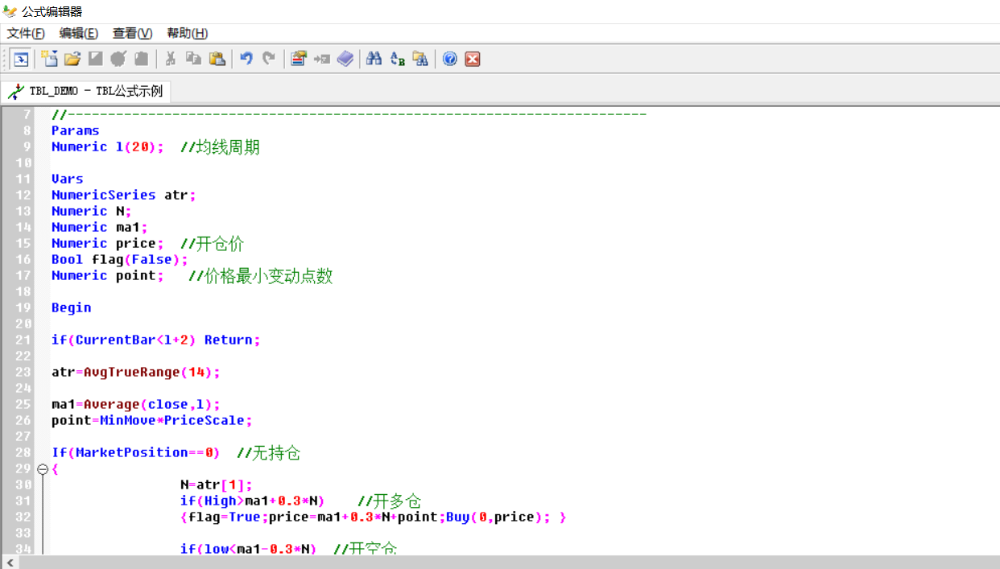 公式编辑器
文件(F) 编辑(E) 查看(V) 帮助(H)
TBL_DEMO - TBL公式示例
7 //------------------------------------------------------------------------
8 Params
9 Numeric l(20); //均线周期
10
11 Vars
12 NumericSeries atr;
13 Numeric N;
14 Numeric ma1;
15 Numeric price; //开仓价
16 Bool flag(False);
17 Numeric point; //价格最小变动点数
18
19 Begin
20
21 if(CurrentBar<l+2) Return;
22
23 atr=AvgTrueRange(14);
24
25 ma1=Average(close,l);
26 point=MinMove*PriceScale;
27
28 If(MarketPosition==0) //无持仓
29 {
30 N=atr[1];
31 if(High>ma1+0.3*N) //开多仓
32 {flag=True;price=ma1+0.3*N+point;Buy(0,price); }
33
34 if(low<ma1-0.3*N) //开空仓